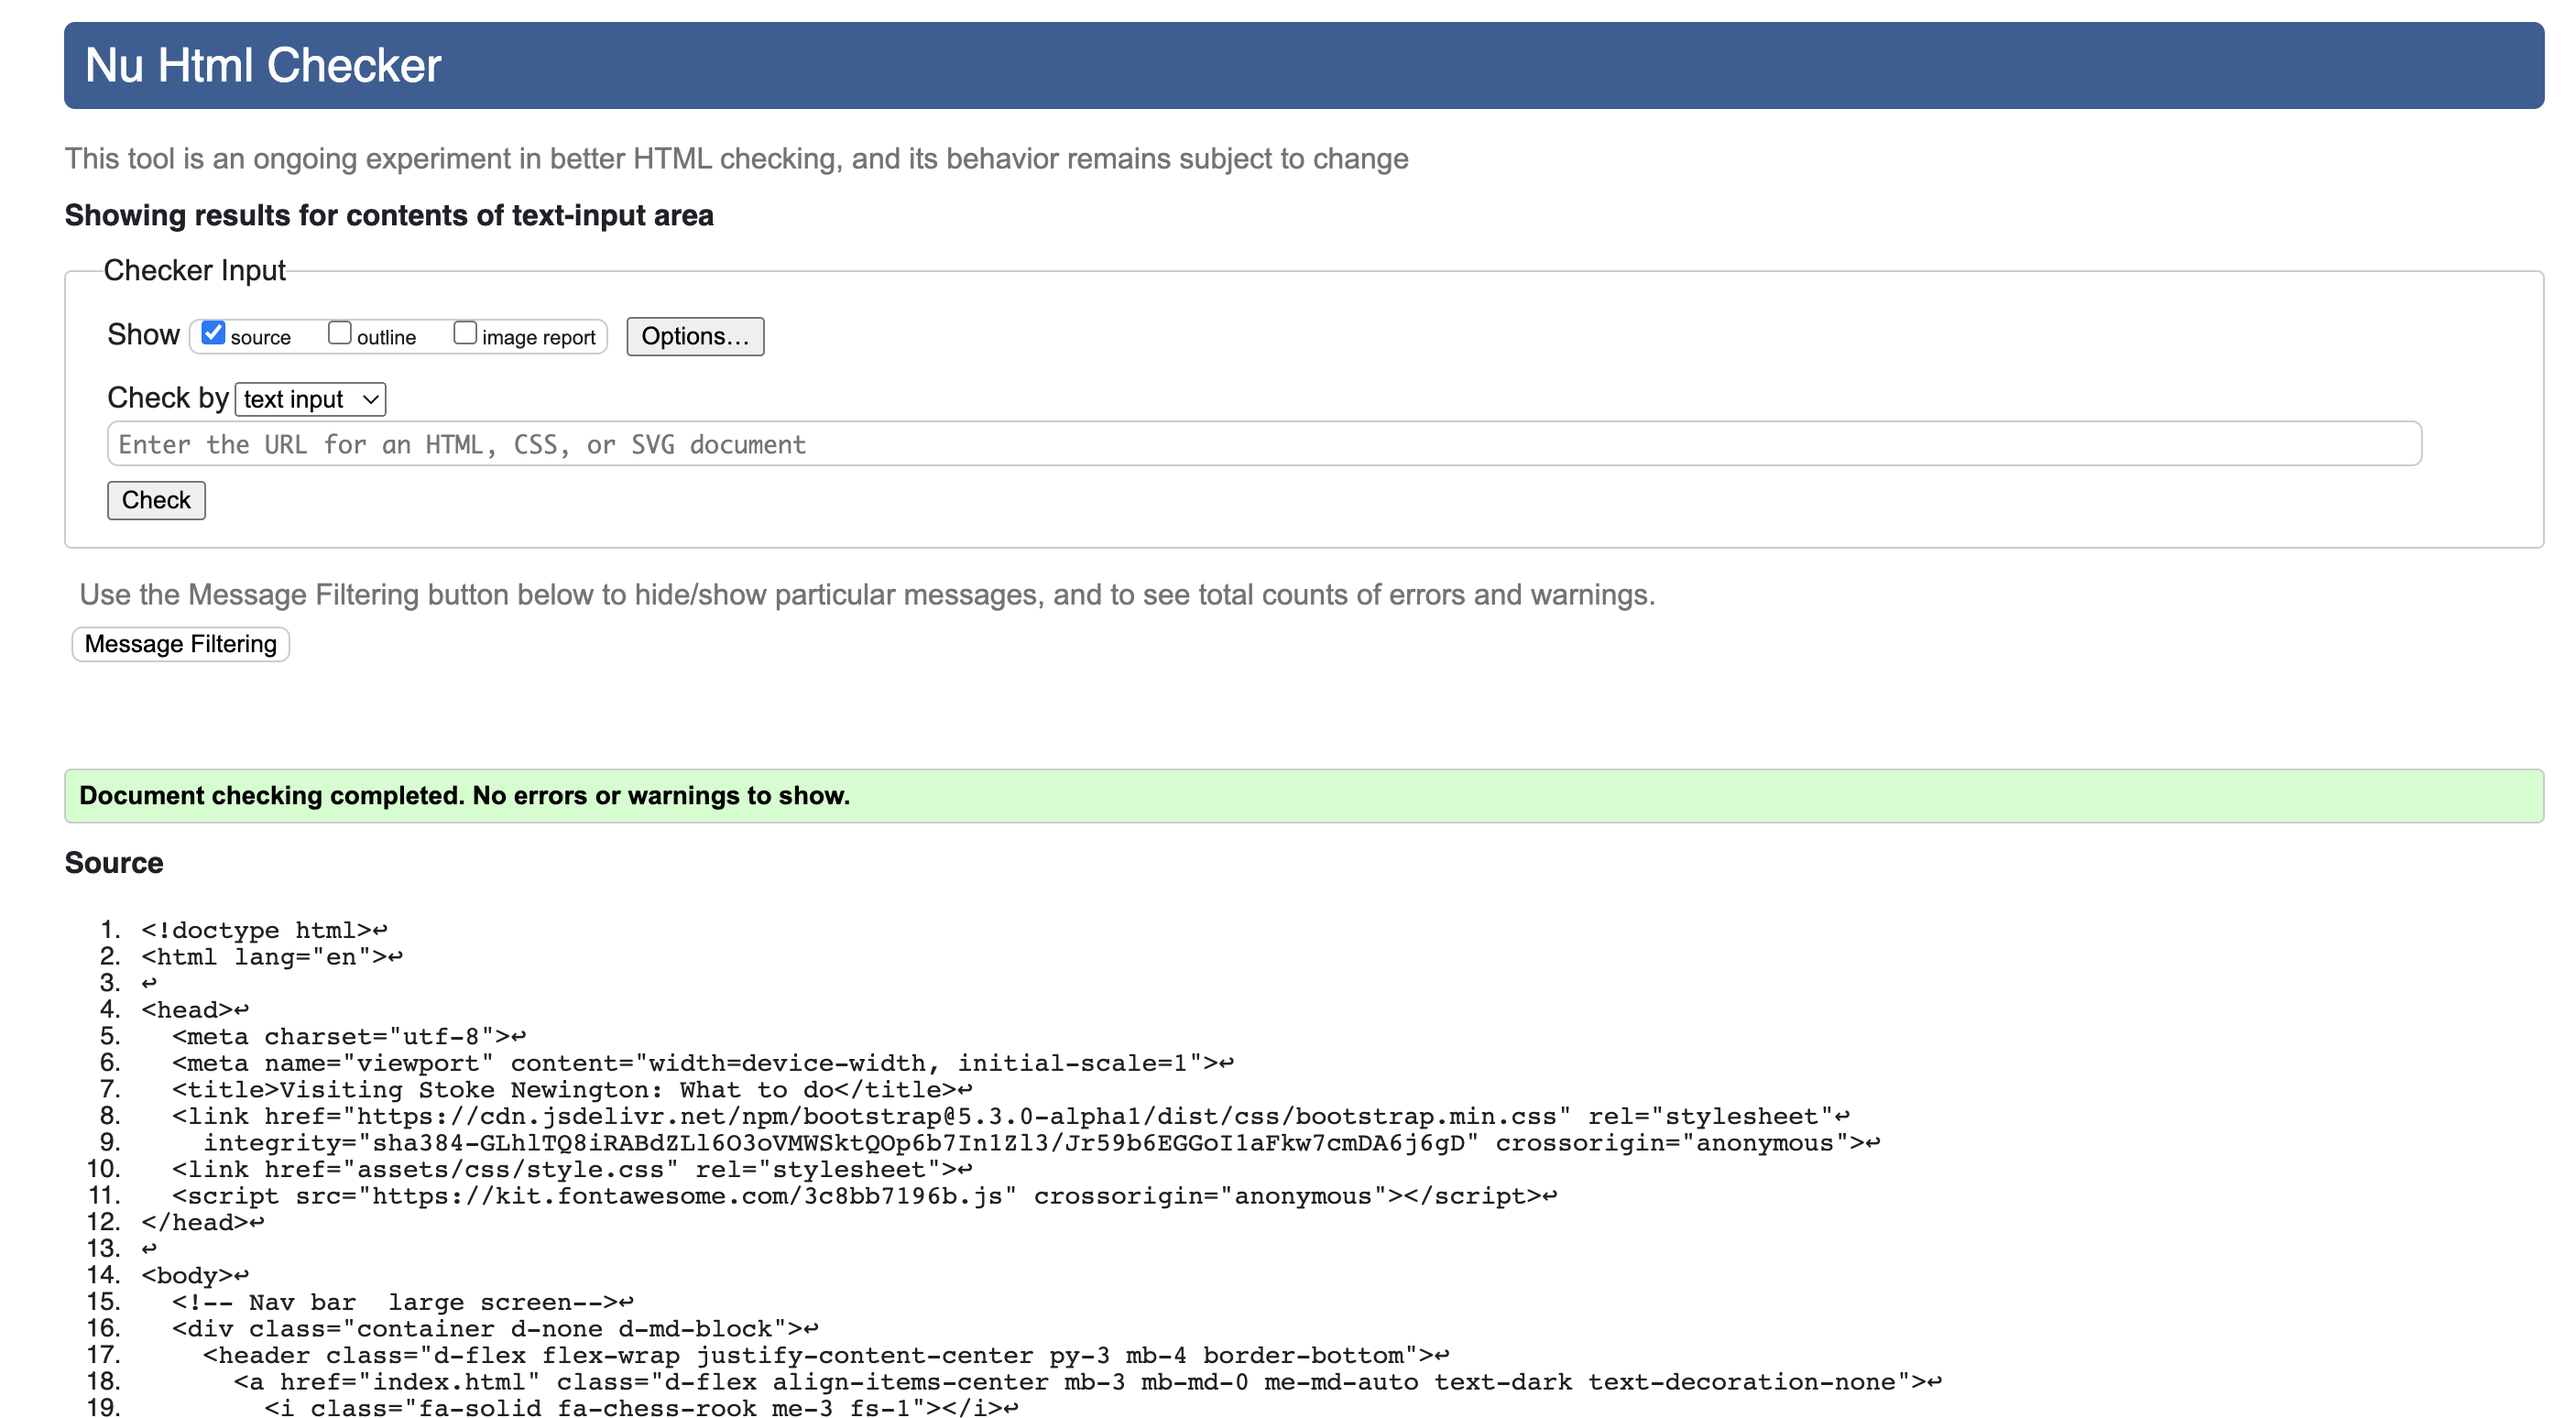 Nu Html Checker
This tool is an ongoing experiment in better HTML checking, and its behavior remains subject to change
Showing results for contents of text-input area
Checker Input
Show source outline image report Options...
Check by text input
Enter the URL for an HTML, CSS, or SVG document
Check
Use the Message Filtering button below to hide/show particular messages, and to see total counts of errors and warnings.
Message Filtering
Document checking completed. No errors or warnings to show.
Source
1. <!doctype html>↩
2. <html lang="en">↩
3. ↩
4. <head>↩
5.   <meta charset="utf-8">↩
6.   <meta name="viewport" content="width=device-width, initial-scale=1">↩
7.   <title>Visiting Stoke Newington: What to do</title>↩
8.   <link href="https://cdn.jsdelivr.net/npm/bootstrap@5.3.0-alpha1/dist/css/bootstrap.min.css" rel="stylesheet"↩
9.     integrity="sha384-GLhlTQ8iRABdZLl6O3oVMWSktQOp6b7In1Zl3/Jr59b6EGGoI1aFkw7cmDA6j6gD" crossorigin="anonymous">↩
10.   <link href="assets/css/style.css" rel="stylesheet">↩
11.   <script src="https://kit.fontawesome.com/3c8bb7196b.js" crossorigin="anonymous"></script>↩
12. </head>↩
13. ↩
14. <body>↩
15.   <!-- Nav bar  large screen-->↩
16.   <div class="container d-none d-md-block">↩
17.     <header class="d-flex flex-wrap justify-content-center py-3 mb-4 border-bottom">↩
18.       <a href="index.html" class="d-flex align-items-center mb-3 mb-md-0 me-md-auto text-dark text-decoration-none">↩
19.         <i class="fa-solid fa-chess-rook me-3 fs-1"></i>↩